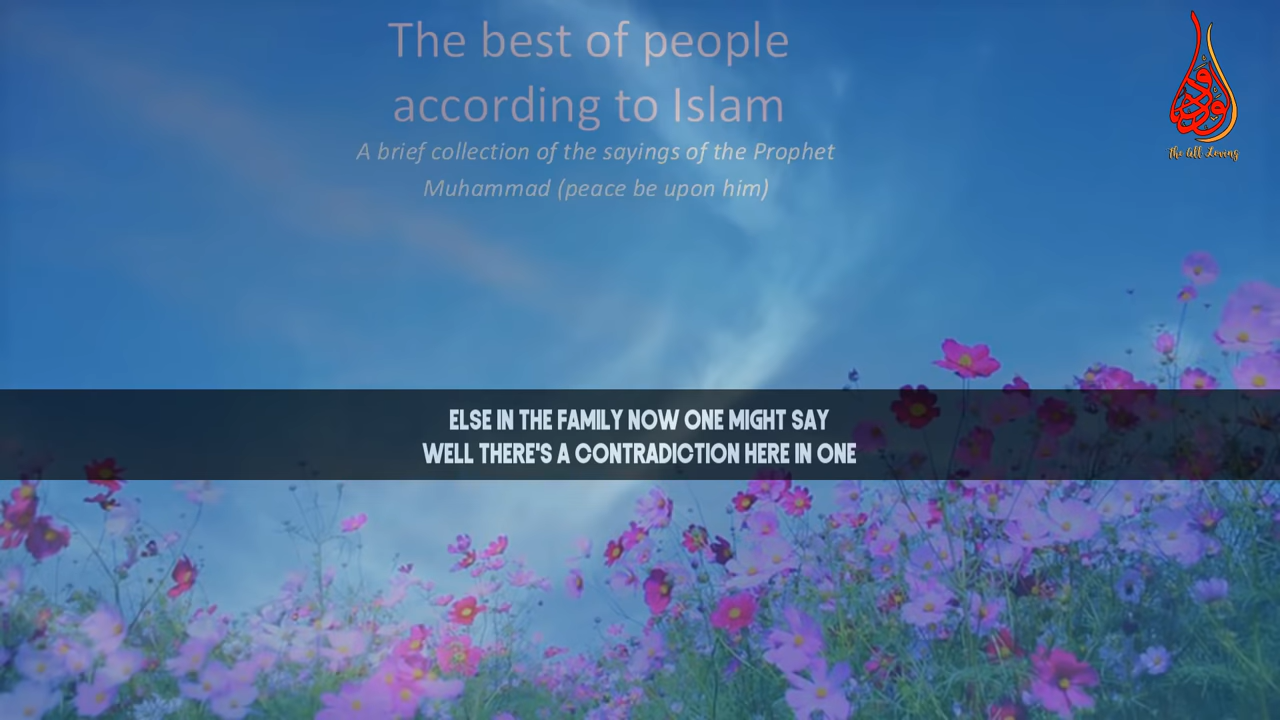 The best of people
according to Islam
A brief collection of the sayings of the Prophet
Muhammad (peace be upon him)
الودود
The All Loving
ELSE IN THE FAMILY NOW ONE MIGHT SAY
WELL THERE'S A CONTRADICTION HERE IN ONE